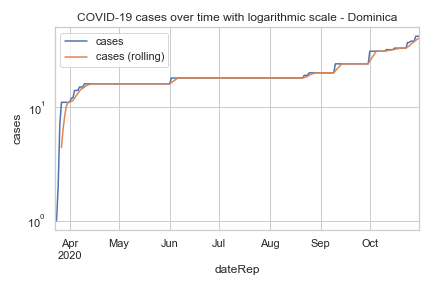 COVID-19 cases over time with logarithmic scale - Dominica
cases
cases (rolling)
10¹
10⁰
cases
Apr
2020
May
Jun
Jul
Aug
Sep
Oct
dateRep